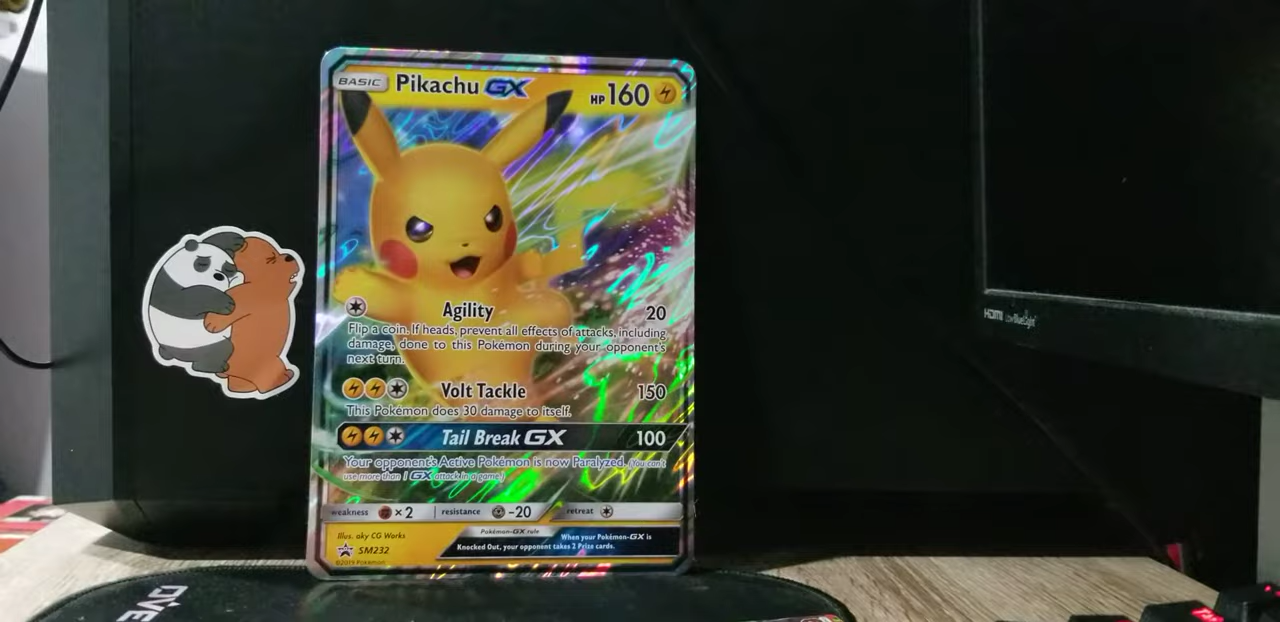 BASIC Pikachu GX HP 160
Agility 20
Flip a coin. If heads, prevent all effects of attacks, including
damage, done to this Pokémon during your opponent's
next turn.
Volt Tackle 150
This Pokémon does 30 damage to itself.
Tail Break GX 100
Your opponent's Active Pokémon is now Paralyzed. (You can't
use more than 1 GX attack in a game.)
weakness ×2 resistance -20 retreat
Illus. aky CG Works
SM232
©2019 Pokémon
Pokémon-GX rule
When your Pokémon-GX is
Knocked Out, your opponent takes 2 Prize cards.
HDMI